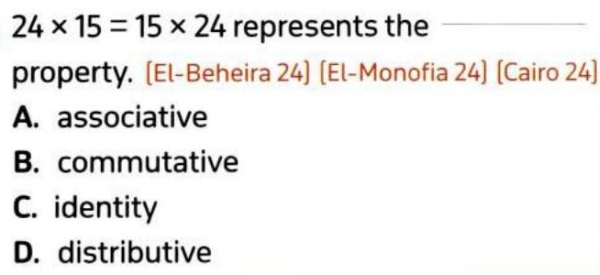 24 × 15 = 15 × 24 represents the
property. [El-Beheira 24] [El-Monofia 24] [Cairo 24]
A. associative
B. commutative
C. identity
D. distributive